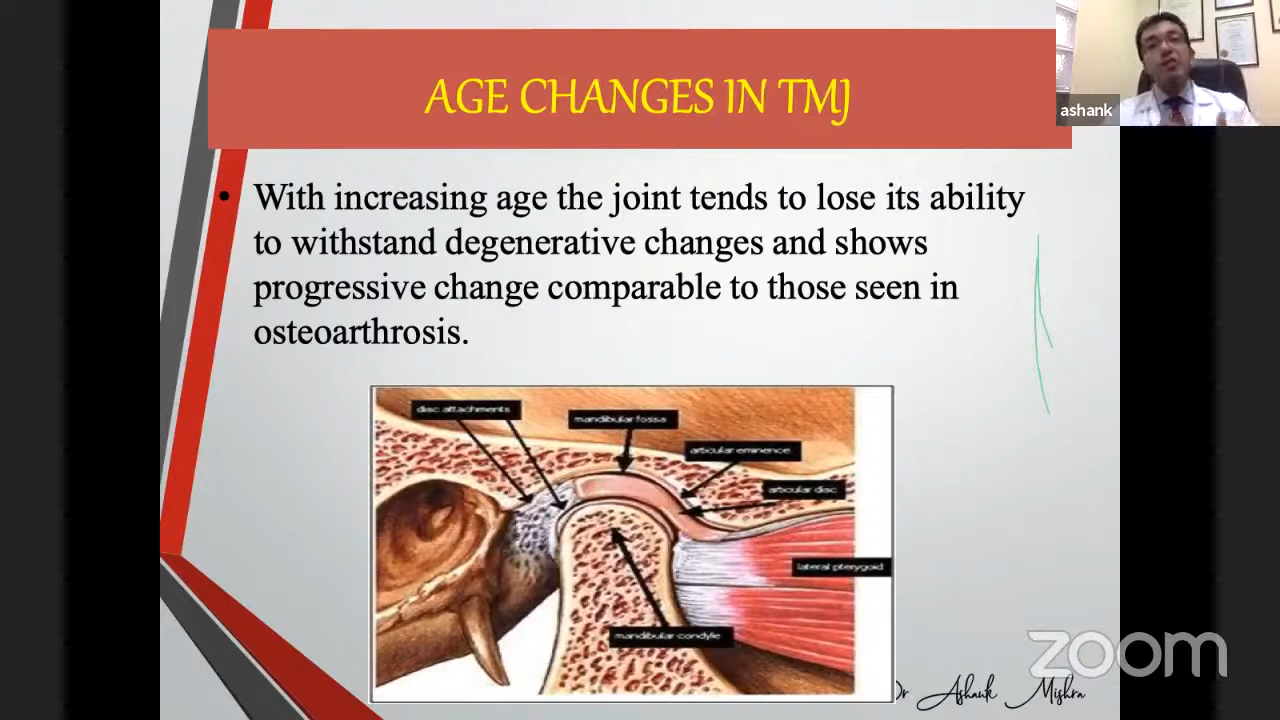 AGE CHANGES IN TMJ
ashank
• With increasing age the joint tends to lose its ability
to withstand degenerative changes and shows
progressive change comparable to those seen in
osteoarthrosis.
disc attachments
mandibular fossa
articular eminence
articular disc
lateral pterygoid
mandibular condyle
zoom
Dr Ashank Mishra